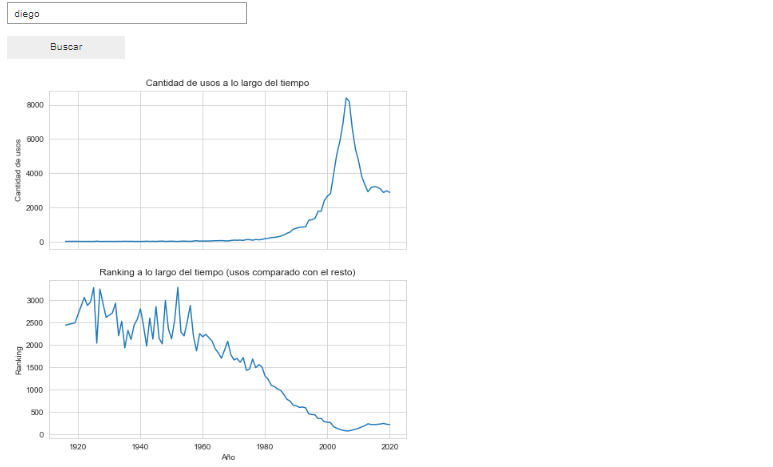 diego
Buscar
Cantidad de usos a lo largo del tiempo
8000
6000
4000
2000
0
Cantidad de usos
Ranking a lo largo del tiempo (usos comparado con el resto)
3000
2500
2000
1500
1000
500
0
Ranking
1920 1940 1960 1980 2000 2020
Año